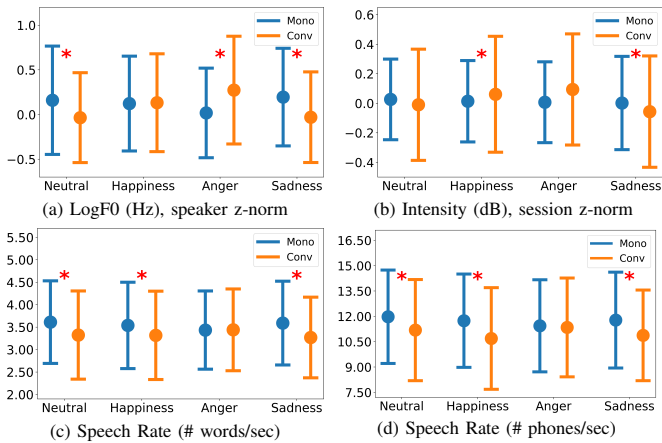 1.0
0.5
0.0
−0.5
Mono
Conv
*
*
*
Neutral Happiness Anger Sadness
(a) LogF0 (Hz), speaker z-norm
0.6
0.4
0.2
0.0
−0.2
−0.4
Mono
Conv
*
*
Neutral Happiness Anger Sadness
(b) Intensity (dB), session z-norm
5.50
5.00
4.50
4.00
3.50
3.00
2.50
2.00
Mono
Conv
*
*
*
Neutral Happiness Anger Sadness
(c) Speech Rate (# words/sec)
16.50
15.00
13.50
12.00
10.50
9.00
7.50
Mono
Conv
*
*
*
Neutral Happiness Anger Sadness
(d) Speech Rate (# phones/sec)